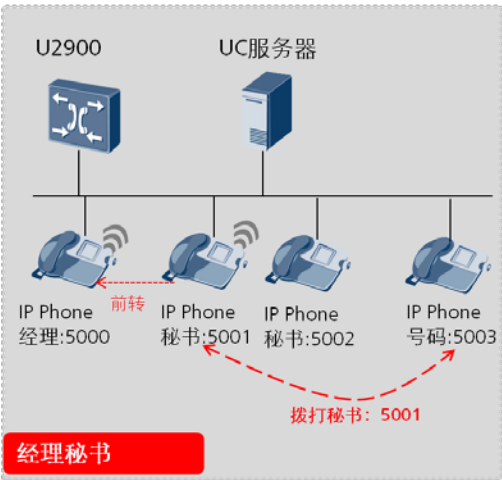 U2900
UC服务器
前转
IP Phone
经理:5000
IP Phone
秘书:5001
IP Phone
秘书:5002
IP Phone
号码:5003
拨打秘书：5001
经理秘书